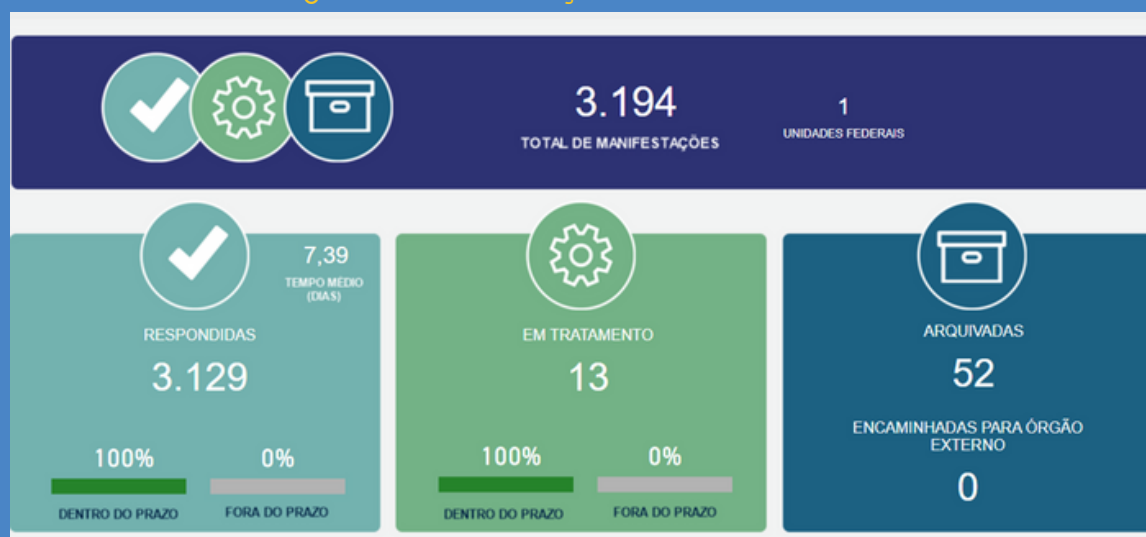 3.194
TOTAL DE MANIFESTAÇÕES
1
UNIDADES FEDERAIS
7,39
TEMPO MÉDIO
(DIAS)
RESPONDIDAS
3.129
100%
0%
DENTRO DO PRAZO
FORA DO PRAZO
EM TRATAMENTO
13
100%
0%
DENTRO DO PRAZO
FORA DO PRAZO
ARQUIVADAS
52
ENCAMINHADAS PARA ÓRGÃO
EXTERNO
0